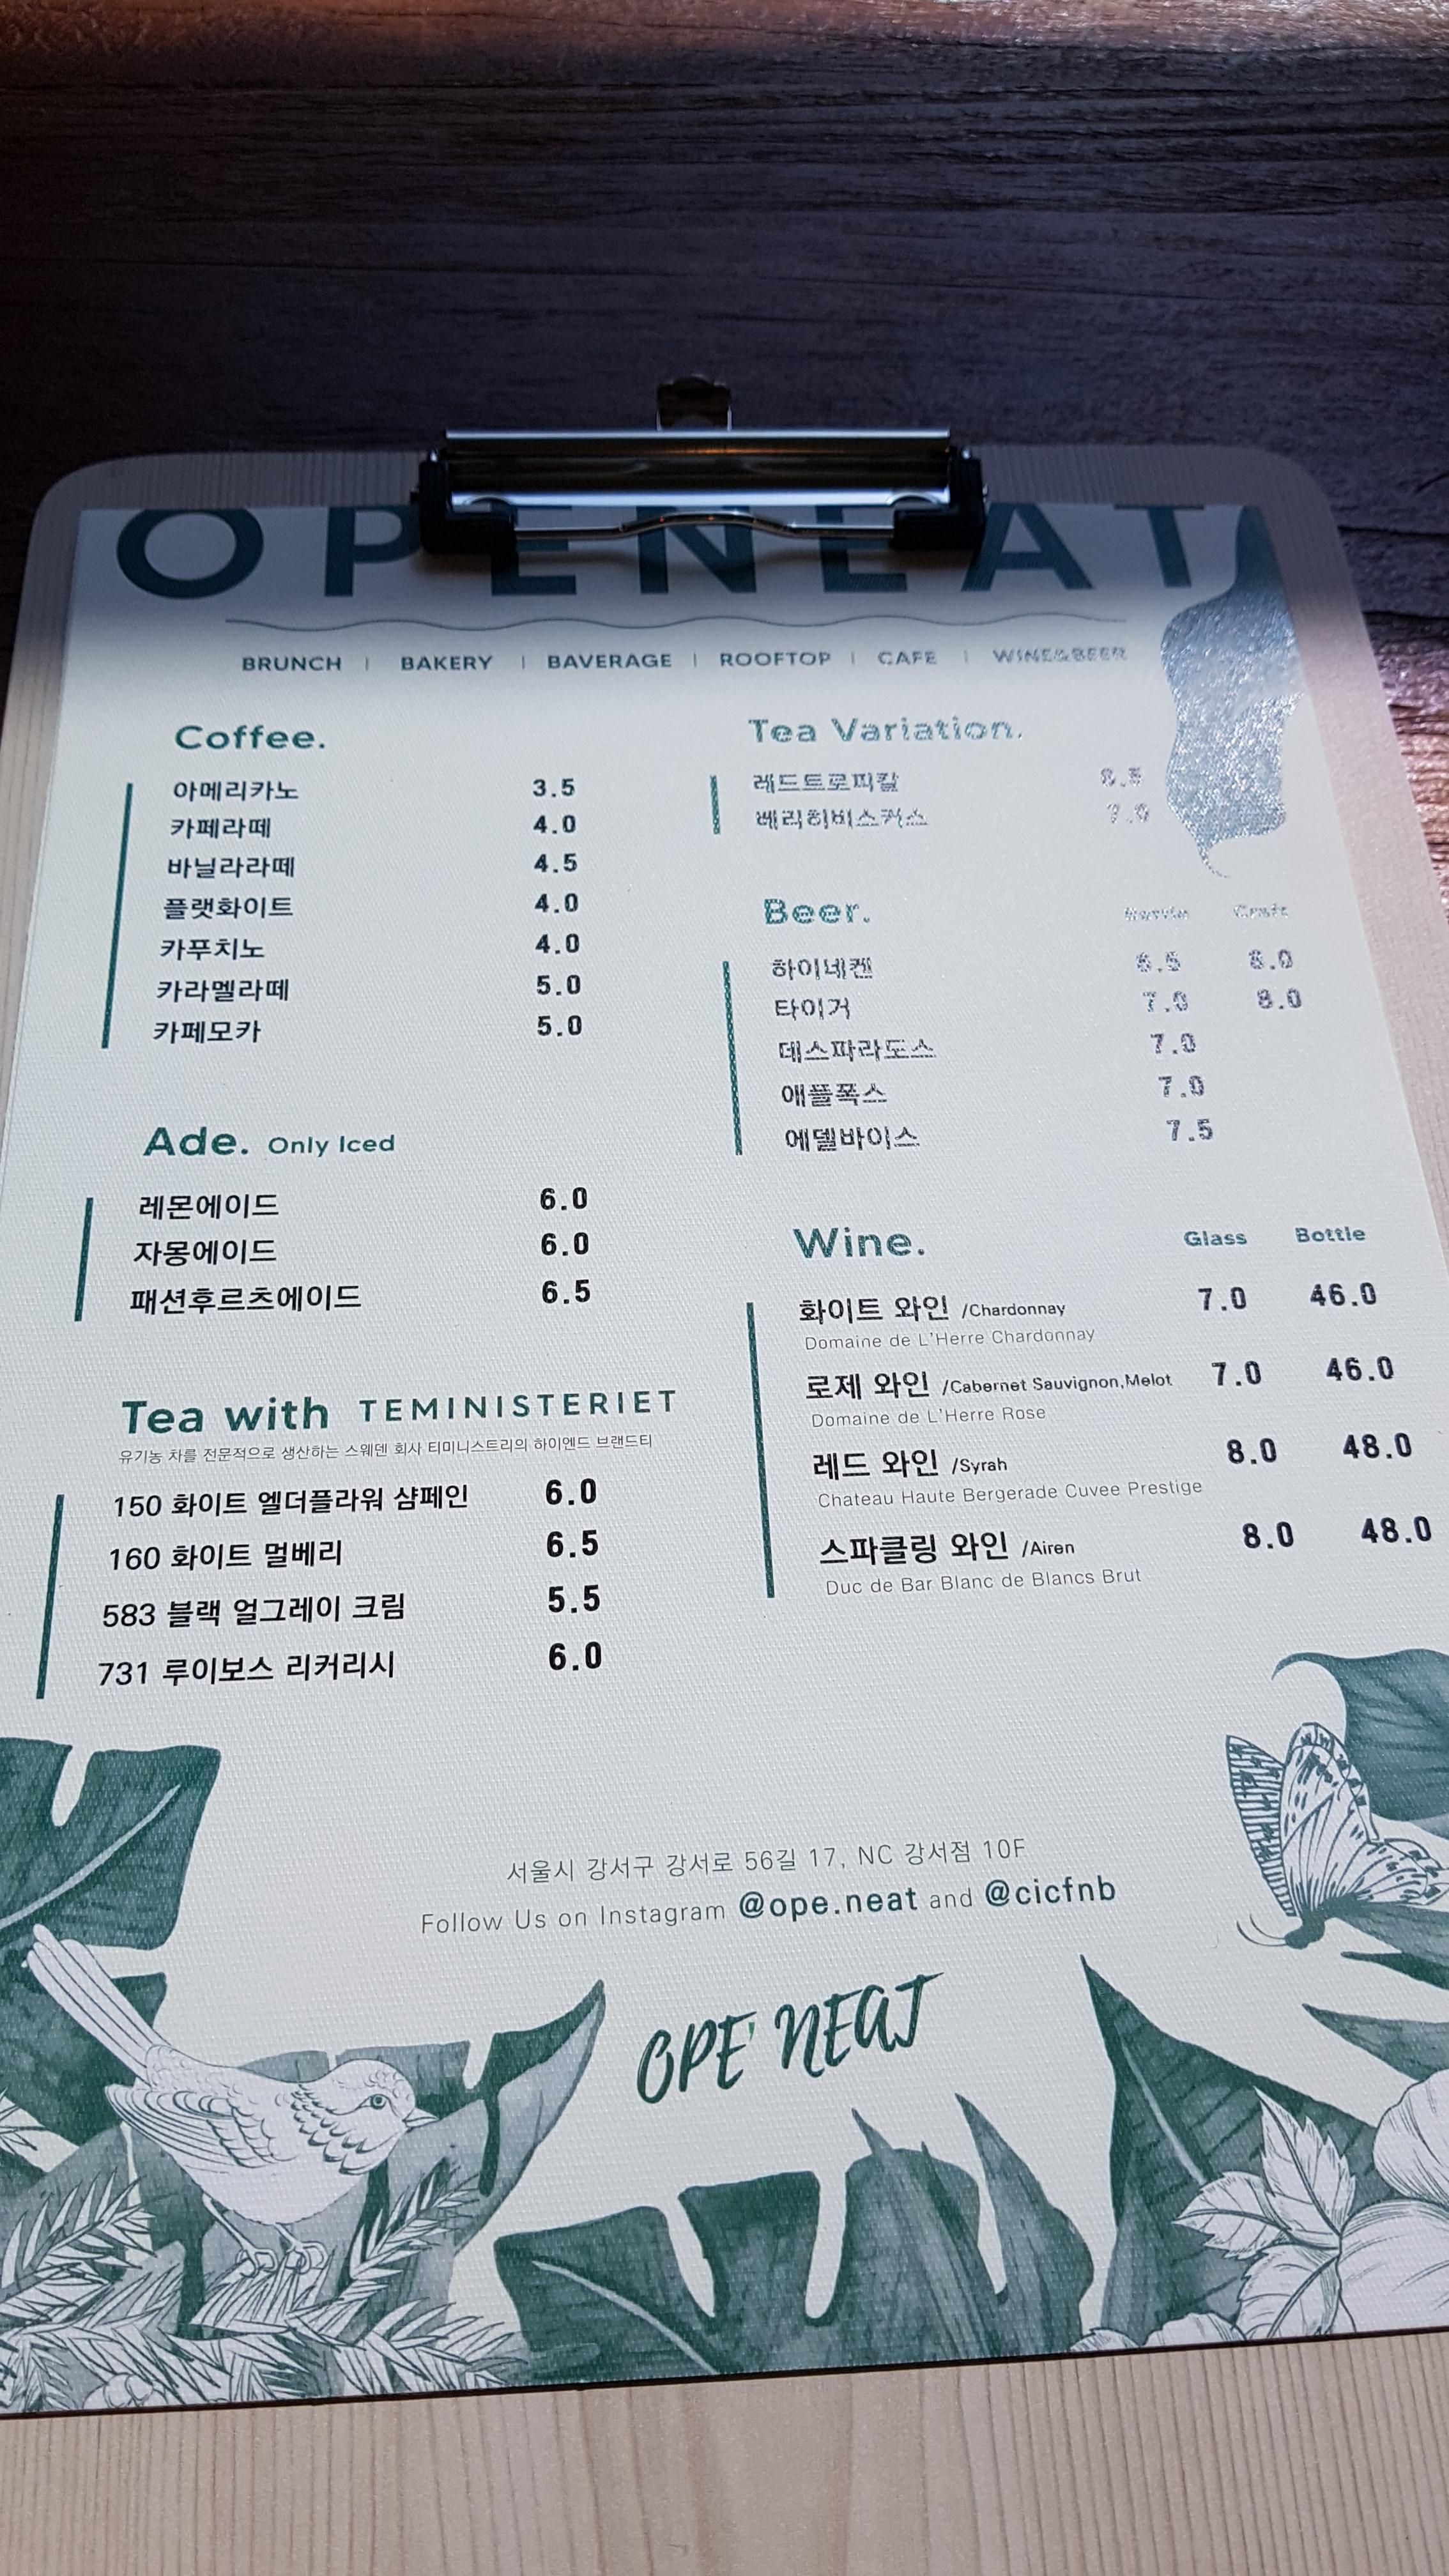 OPENEAT
BRUNCH | BAKERY | BAVERAGE | ROOFTOP | CAFE | WINE&BEER
Coffee.
아메리카노 3.5
카페라떼 4.0
바닐라라떼 4.5
플랫화이트 4.0
카푸치노 4.0
카라멜라떼 5.0
카페모카 5.0
Ade. Only Iced
레몬에이드 6.0
자몽에이드 6.0
패션후르츠에이드 6.5
Tea with TEMINISTERIET
유기농 차를 전문적으로 생산하는 스웨덴 회사 티미니스트리의 하이엔드 브랜드티
150 화이트 엘더플라워 샴페인 6.0
160 화이트 멀베리 6.5
583 블랙 얼그레이 크림 5.5
731 루이보스 리커리시 6.0
Tea Variation.
레드트로피칼
베리히비스커스 7.0
Beer.
하이네켄 8.0
타이거 7.0 8.0
데스파라도스 7.0
애플폭스 7.0
에델바이스 7.5
Wine. Glass Bottle
화이트 와인 /Chardonnay 7.0 46.0
Domaine de L'Herre Chardonnay
로제 와인 /Cabernet Sauvignon,Melot 7.0 46.0
Domaine de L'Herre Rose
레드 와인 /Syrah 8.0 48.0
Chateau Haute Bergerade Cuvee Prestige
스파클링 와인 /Airen 8.0 48.0
Duc de Bar Blanc de Blancs Brut
서울시 강서구 강서로 56길 17, NC 강서점 10F
Follow Us on Instagram @ope.neat and @cicfnb
OPE'NEAT